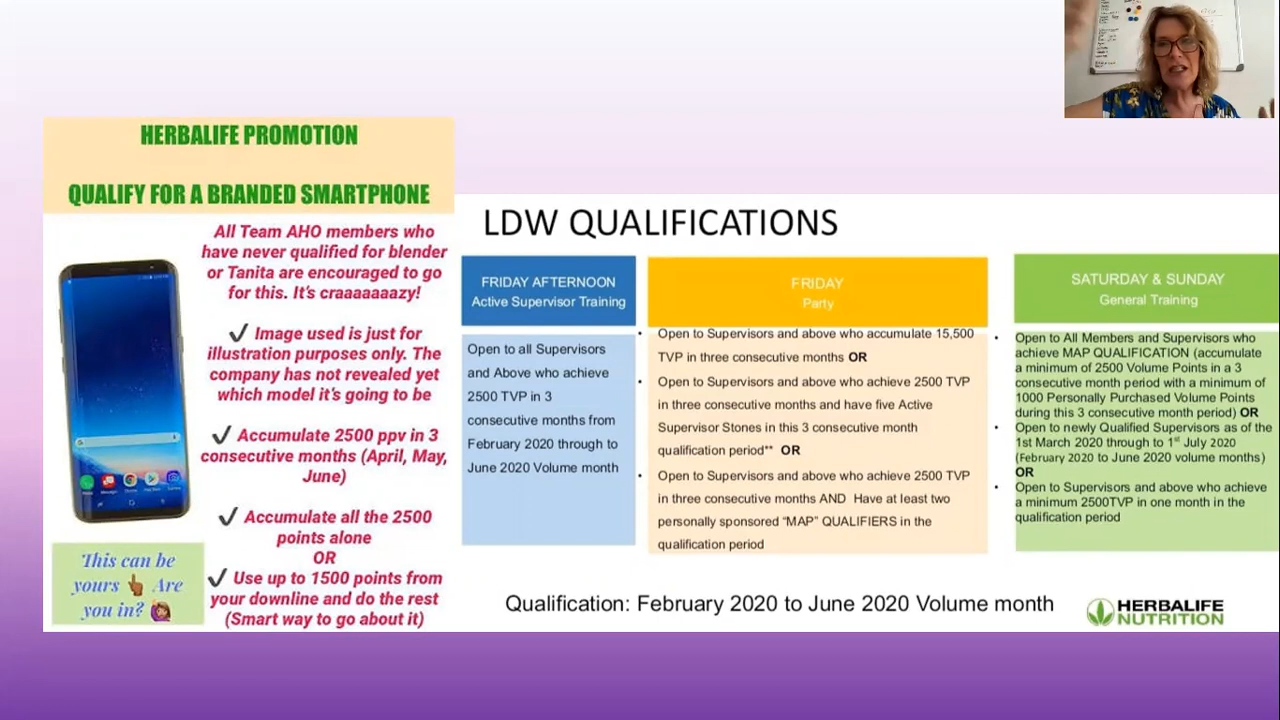 HERBALIFE PROMOTION
QUALIFY FOR A BRANDED SMARTPHONE
All Team AHO members who
have never qualified for blender
or Tanita are encouraged to go
for this. It's craaaaaazy!
✔ Image used is just for
illustration purposes only. The
company has not revealed yet
which model it's going to be
✔ Accumulate 2500 ppv in 3
consecutive months (April, May,
June)
✔ Accumulate all the 2500
points alone
OR
✔ Use up to 1500 points from
your downline and do the rest
(Smart way to go about it)
This can be
yours 👆🏾 Are
you in? 🙋🏽‍♀️
LDW QUALIFICATIONS
FRIDAY AFTERNOON
Active Supervisor Training
Open to all Supervisors
and Above who achieve
2500 TVP in 3
consecutive months from
February 2020 through to
June 2020 Volume month
FRIDAY
Party
• Open to Supervisors and above who accumulate 15,500
TVP in three consecutive months OR
• Open to Supervisors and above who achieve 2500 TVP
in three consecutive months and have five Active
Supervisor Stones in this 3 consecutive month
qualification period** OR
• Open to Supervisors and above who achieve 2500 TVP
in three consecutive months AND Have at least two
personally sponsored "MAP" QUALIFIERS in the
qualification period
SATURDAY & SUNDAY
General Training
• Open to All Members and Supervisors who
achieve MAP QUALIFICATION (accumulate
a minimum of 2500 Volume Points in a 3
consecutive month period with a minimum of
1000 Personally Purchased Volume Points
during this 3 consecutive month period) OR
• Open to newly Qualified Supervisors as of the
1st March 2020 through to 1st July 2020
(February 2020 to June 2020 volume months)
OR
• Open to Supervisors and above who achieve
a minimum 2500TVP in one month in the
qualification period
Qualification: February 2020 to June 2020 Volume month
HERBALIFE
NUTRITION